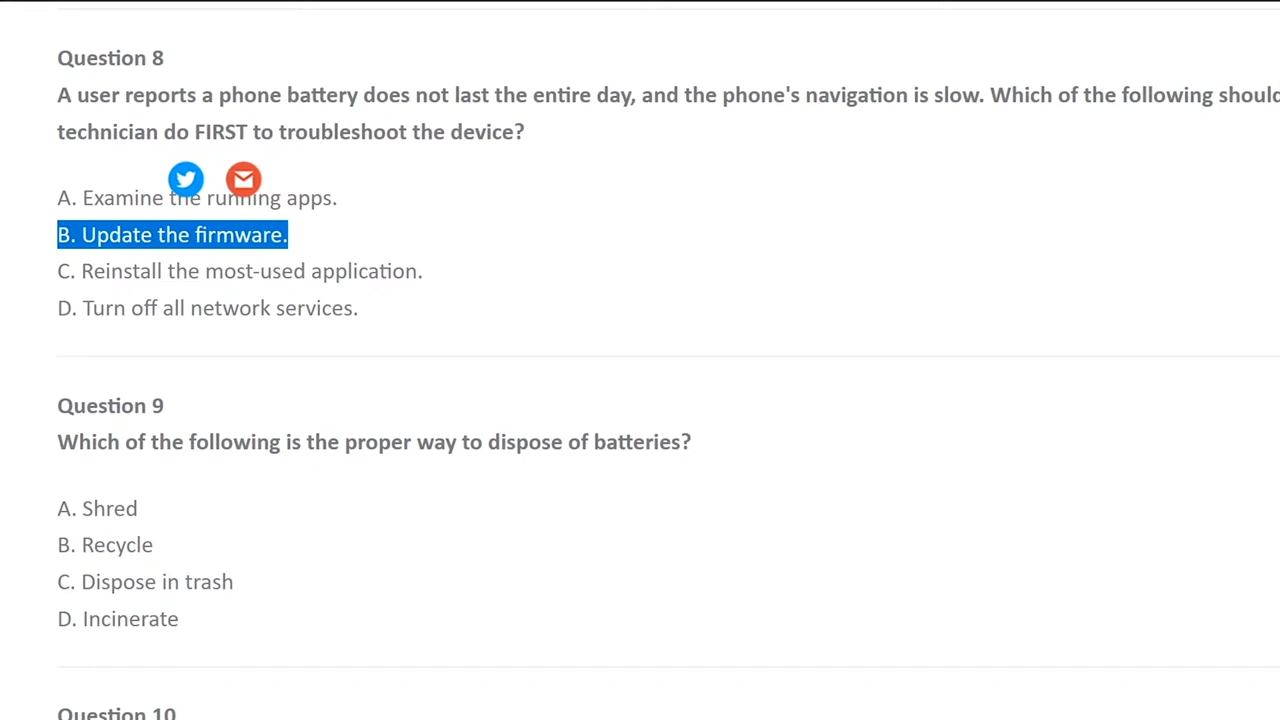 Question 8
A user reports a phone battery does not last the entire day, and the phone's navigation is slow. Which of the following should
technician do FIRST to troubleshoot the device?
A. Examine the running apps.
B. Update the firmware.
C. Reinstall the most-used application.
D. Turn off all network services.
Question 9
Which of the following is the proper way to dispose of batteries?
A. Shred
B. Recycle
C. Dispose in trash
D. Incinerate
Question 10